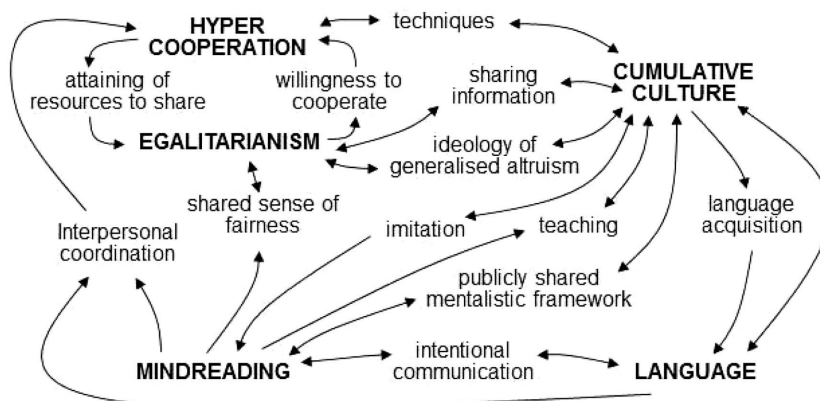 HYPER
COOPERATION
techniques
attaining of
resources to share
willingness to
cooperate
sharing
information
CUMULATIVE
CULTURE
EGALITARIANISM
ideology of
generalised altruism
shared sense of
fairness
Interpersonal
coordination
imitation
teaching
language
acquisition
publicly shared
mentalistic framework
MINDREADING
intentional
communication
LANGUAGE